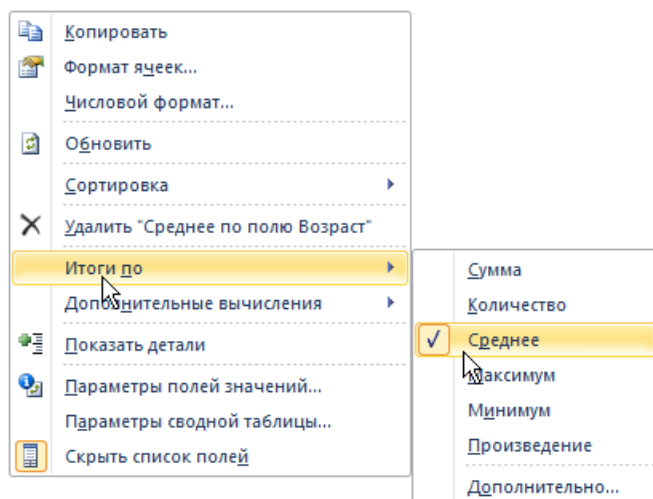 Копировать
Формат ячеек...
Числовой формат...
Обновить
Сортировка
Удалить "Среднее по полю Возраст"
Итоги по
Дополнительные вычисления
Показать детали
Параметры полей значений...
Параметры сводной таблицы...
Скрыть список полей
Сумма
Количество
Среднее
Максимум
Минимум
Произведение
Дополнительно...